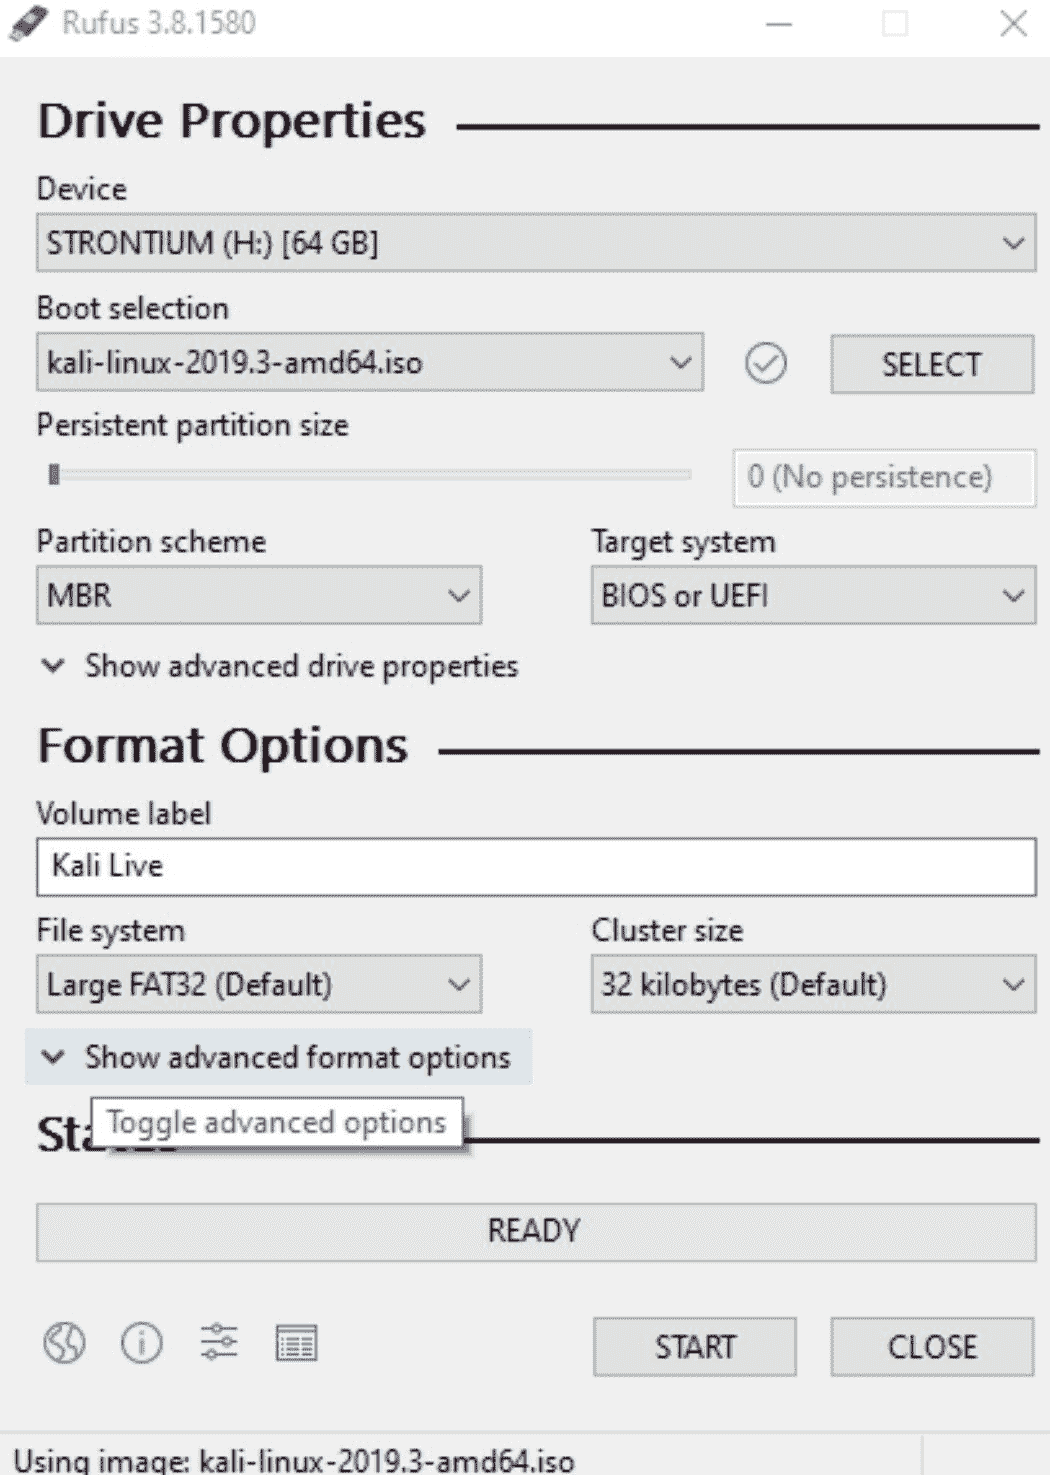 Rufus 3.8.1580
Drive Properties
Device
STRONTIUM (H:) [64 GB]
Boot selection
kali-linux-2019.3-amd64.iso
SELECT
Persistent partition size
0 (No persistence)
Partition scheme
Target system
MBR
BIOS or UEFI
Show advanced drive properties
Format Options
Volume label
Kali Live
File system
Cluster size
Large FAT32 (Default)
32 kilobytes (Default)
Show advanced format options
Toggle advanced options
READY
START
CLOSE
Using image: kali-linux-2019.3-amd64.iso